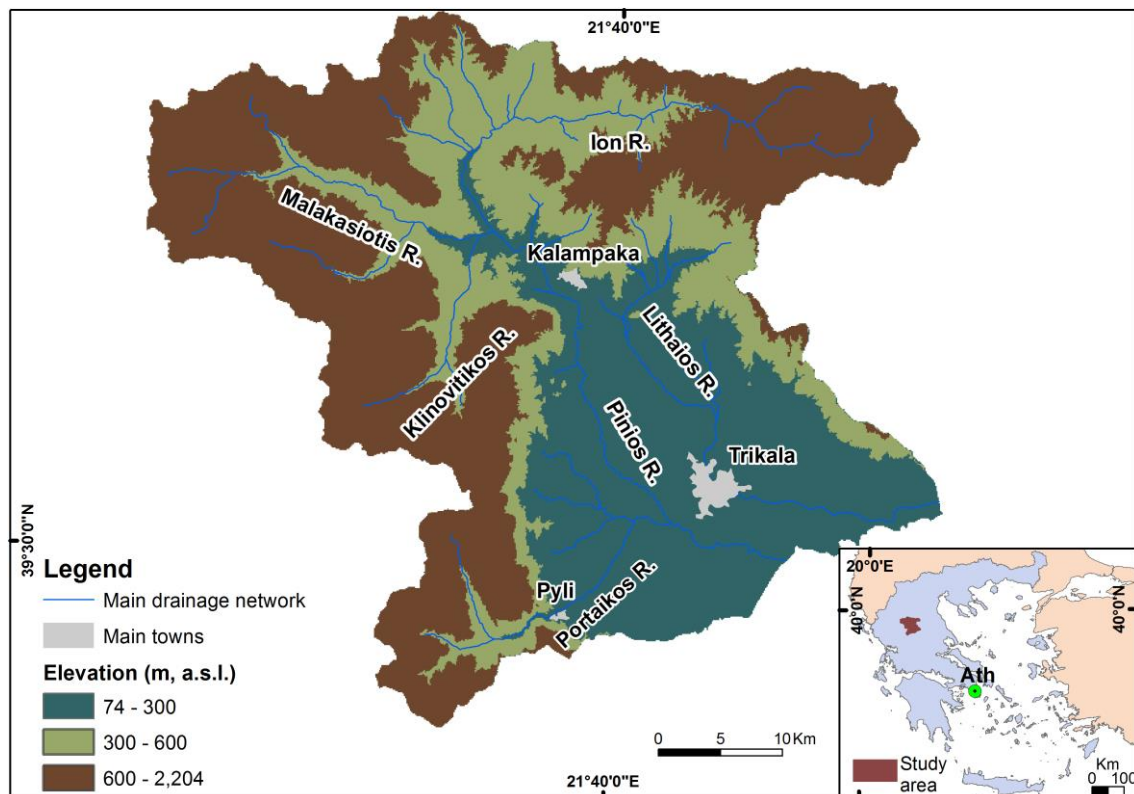 21°40'0"E
Ion R.
Malakasiotis R.
Kalampaka
Lithaios R.
Klinovitikos R.
Pinios R.
Trikala
39°30'0"N
Pyli
Portaikos R.
Legend
Main drainage network
Main towns
Elevation (m, a.s.l.)
74 - 300
300 - 600
600 - 2,204
0 5 10 Km
21°40'0"E
20°0'E
40°0'N
40°0'N
Ath
Study
area
Km
0 100